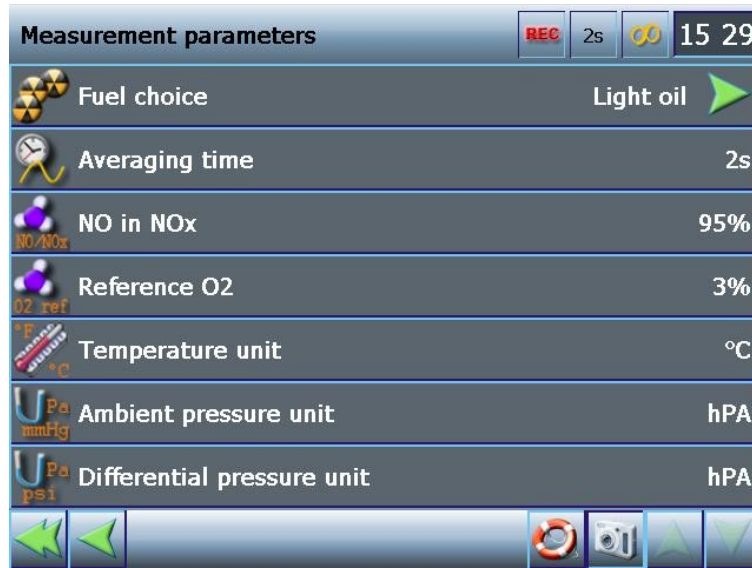 Measurement parameters REC 2s 15 29
Fuel choice Light oil
Averaging time 2s
NO in NOx 95%
NO/NOx
Reference O2 3%
O2 ref
°F
Temperature unit °C
°C
Pa
Ambient pressure unit hPA
mmHg
Pa
Differential pressure unit hPA
psi